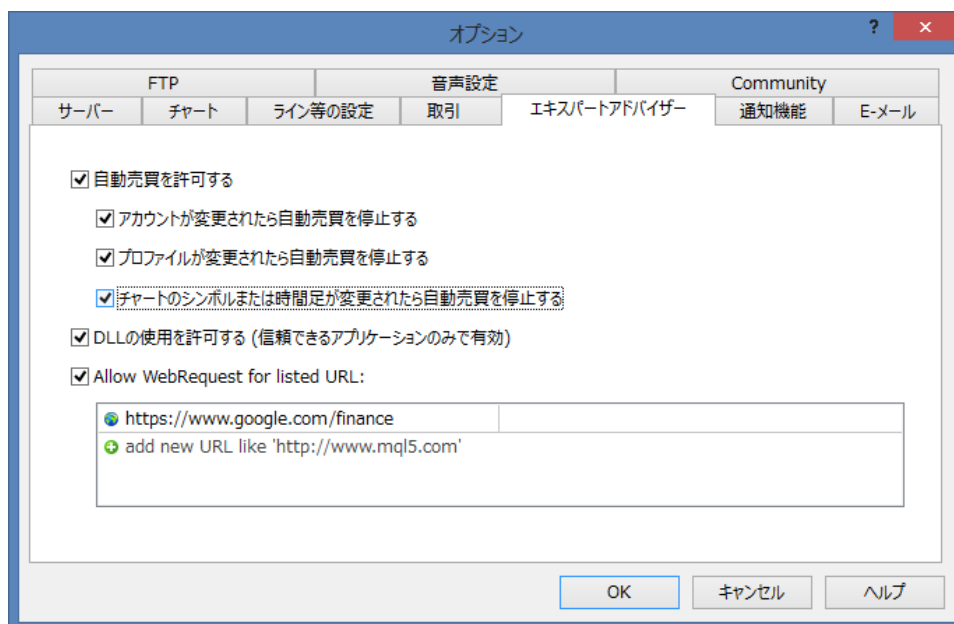 オプション
?
×
FTP 音声設定 Community
サーバー チャート ライン等の設定 取引 エキスパートアドバイザー 通知機能 E-メール
自動売買を許可する
アカウントが変更されたら自動売買を停止する
プロファイルが変更されたら自動売買を停止する
チャートのシンボルまたは時間足が変更されたら自動売買を停止する
DLLの使用を許可する (信頼できるアプリケーションのみで有効)
Allow WebRequest for listed URL:
https://www.google.com/finance
add new URL like 'http://www.mql5.com'
OK キャンセル ヘルプ